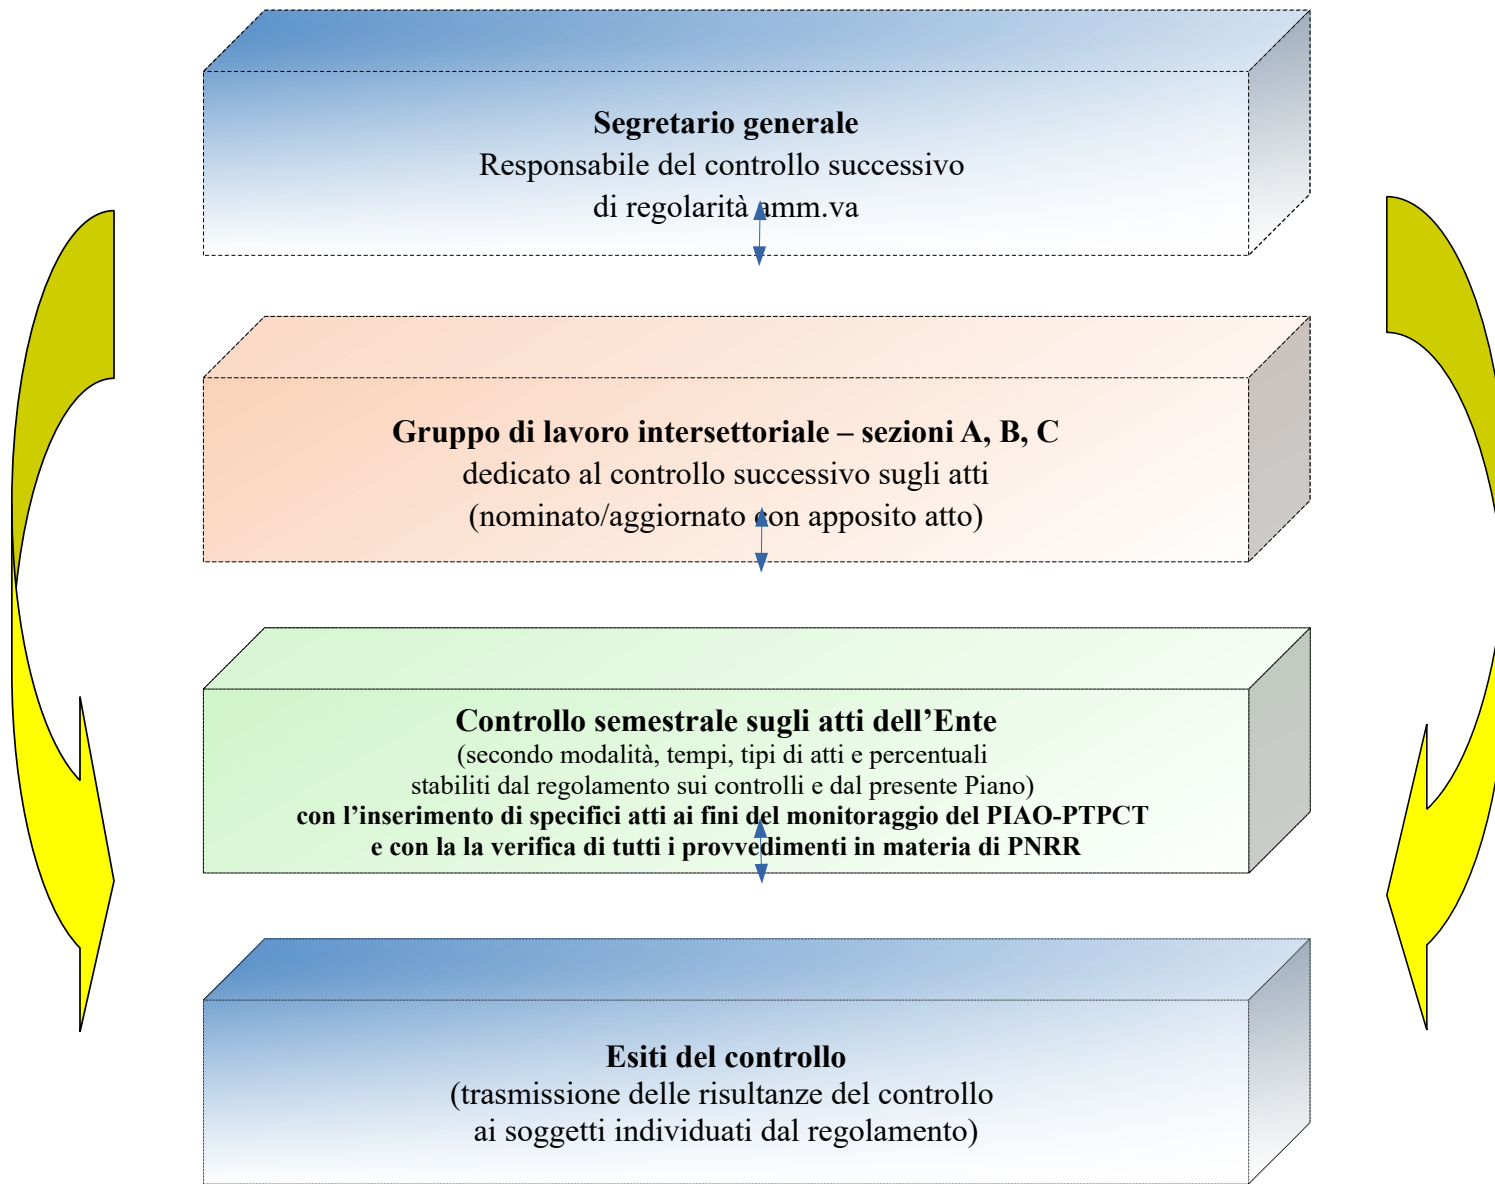 Segretario generale
Responsabile del controllo successivo
di regolarità amm.va
Gruppo di lavoro intersettoriale – sezioni A, B, C
dedicato al controllo successivo sugli atti
(nominato/aggiornato con apposito atto)
Controllo semestrale sugli atti dell’Ente
(secondo modalità, tempi, tipi di atti e percentuali
stabiliti dal regolamento sui controlli e dal presente Piano)
con l’inserimento di specifici atti ai fini del monitoraggio del PIAO-PTPCT
e con la la verifica di tutti i provvedimenti in materia di PNRR
Esiti del controllo
(trasmissione delle risultanze del controllo
ai soggetti individuati dal regolamento)